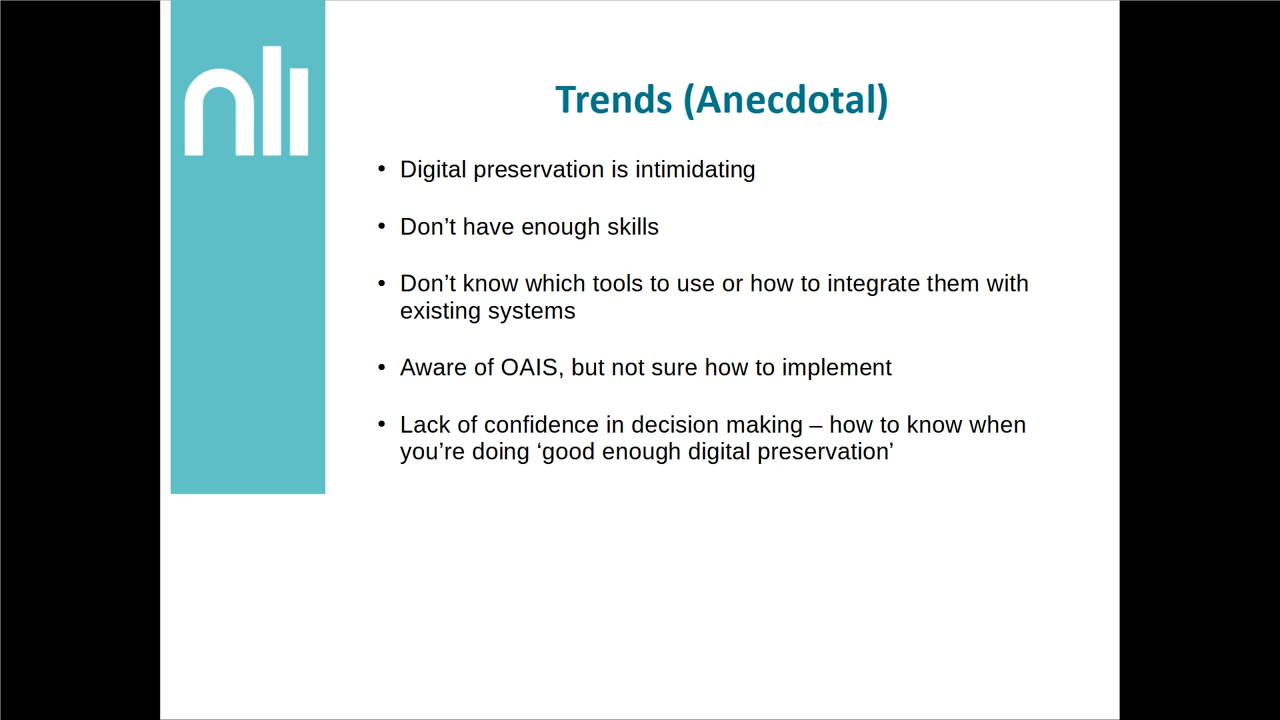 nli
Trends (Anecdotal)
• Digital preservation is intimidating
• Don’t have enough skills
• Don’t know which tools to use or how to integrate them with
existing systems
• Aware of OAIS, but not sure how to implement
• Lack of confidence in decision making – how to know when
you’re doing ‘good enough digital preservation’